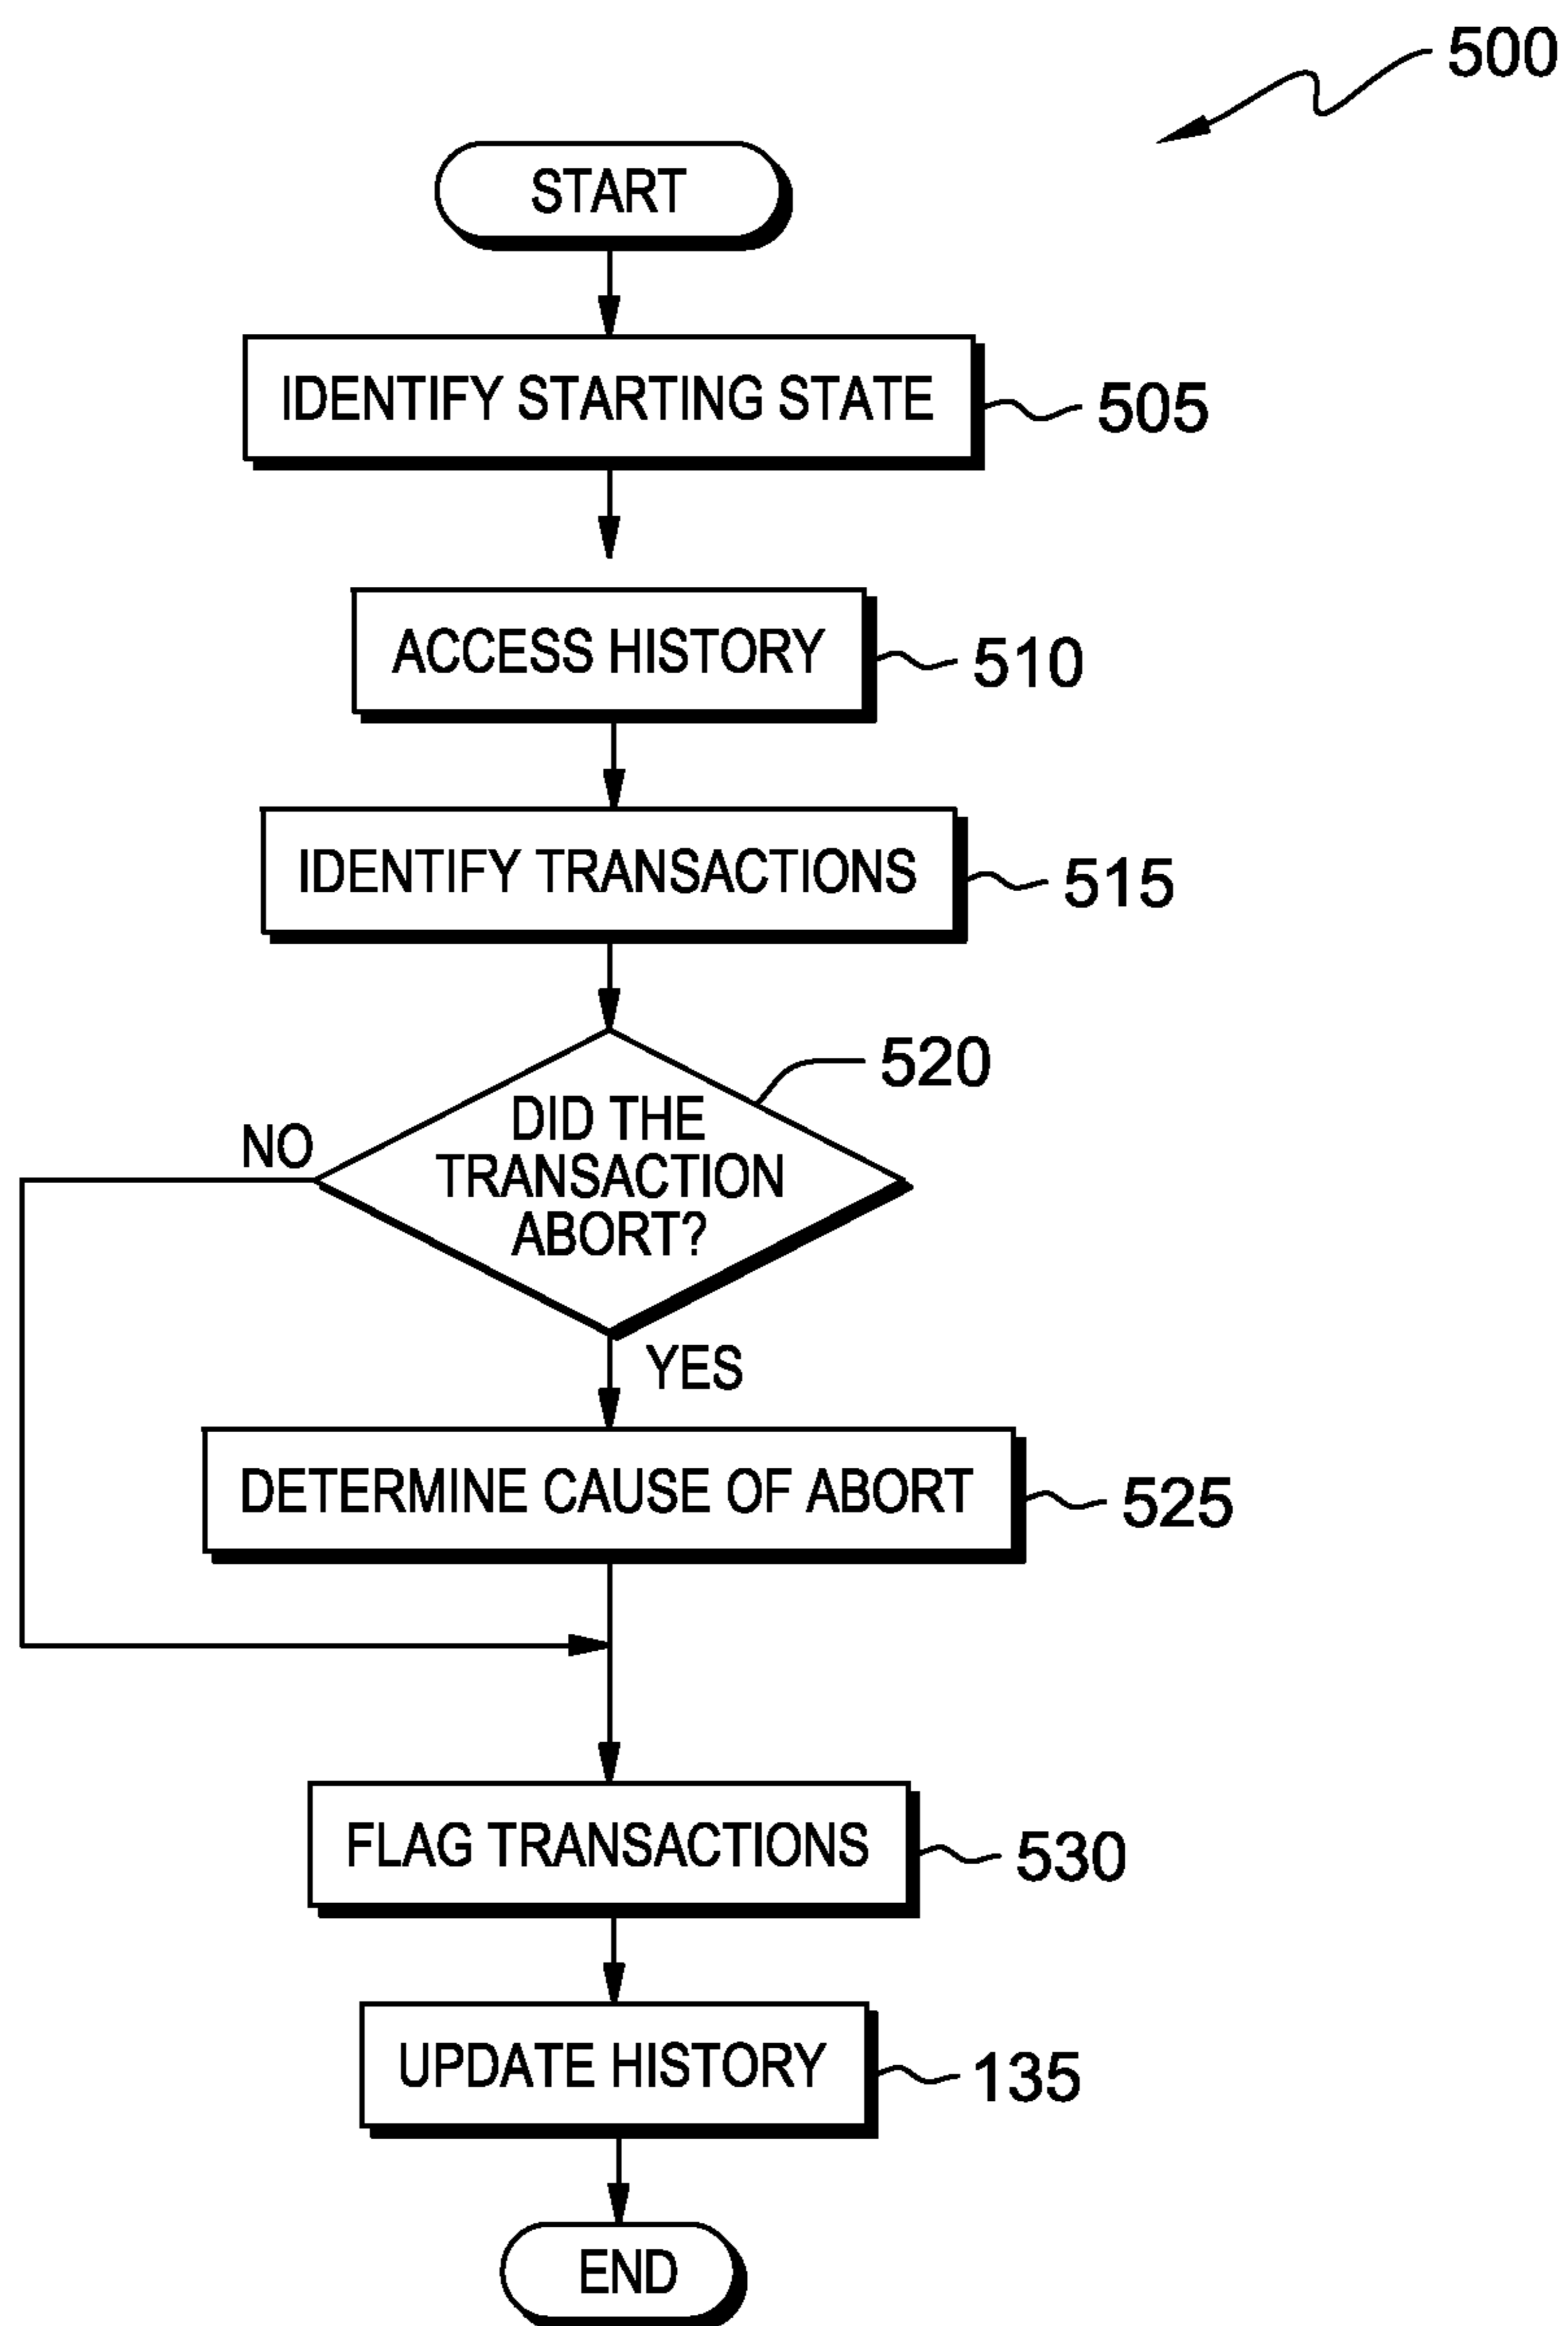 500
START
IDENTIFY STARTING STATE
505
ACCESS HISTORY
510
IDENTIFY TRANSACTIONS
515
520
DID THE
TRANSACTION
ABORT?
NO
YES
DETERMINE CAUSE OF ABORT
525
FLAG TRANSACTIONS
530
UPDATE HISTORY
135
END